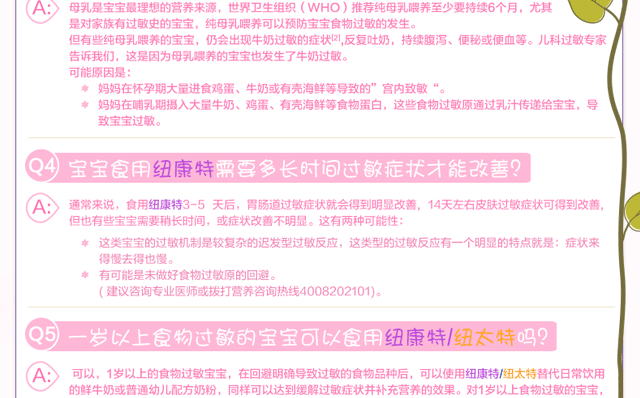 A: 母乳是宝宝最理想的营养来源，世界卫生组织（WHO）推荐纯母乳喂养至少要持续6个月，尤其
是对家族有过敏史的宝宝，纯母乳喂养可以预防宝宝食物过敏的发生。
但有些纯母乳喂养的宝宝，仍会出现牛奶过敏的症状[2],反复吐奶，持续腹泻、便秘或便血等。儿科过敏专家
告诉我们，这是因为母乳喂养的宝宝也发生了牛奶过敏。
可能原因是：
* 妈妈在怀孕期大量进食鸡蛋、牛奶或有壳海鲜等导致的”宫内致敏“。
* 妈妈在哺乳期摄入大量牛奶、鸡蛋、有壳海鲜等食物蛋白，这些食物过敏原通过乳汁传递给宝宝，导
致宝宝过敏。
Q4 宝宝食用纽康特需要多长时间过敏症状才能改善？
A: 通常来说，食用纽康特3-5 天后，胃肠道过敏症状就会得到明显改善，14天左右皮肤过敏症状可得到改善，
但也有些宝宝需要稍长时间，或症状改善不明显。这有两种可能性：
* 这类宝宝的过敏机制是较复杂的迟发型过敏反应，这类型的过敏反应有一个明显的特点就是：症状来
得慢去得也慢。
* 有可能是未做好食物过敏原的回避。
( 建议咨询专业医师或拨打营养咨询热线4008202101)。
Q5 一岁以上食物过敏的宝宝可以食用纽康特/纽太特吗？
A: 可以，1岁以上的食物过敏宝宝，在回避明确导致过敏的食物品种后，可以使用纽康特/纽太特替代日常饮用
的鲜牛奶或普通幼儿配方奶粉，同样可以达到缓解过敏症状并补充营养的效果。对1岁以上食物过敏的宝宝，